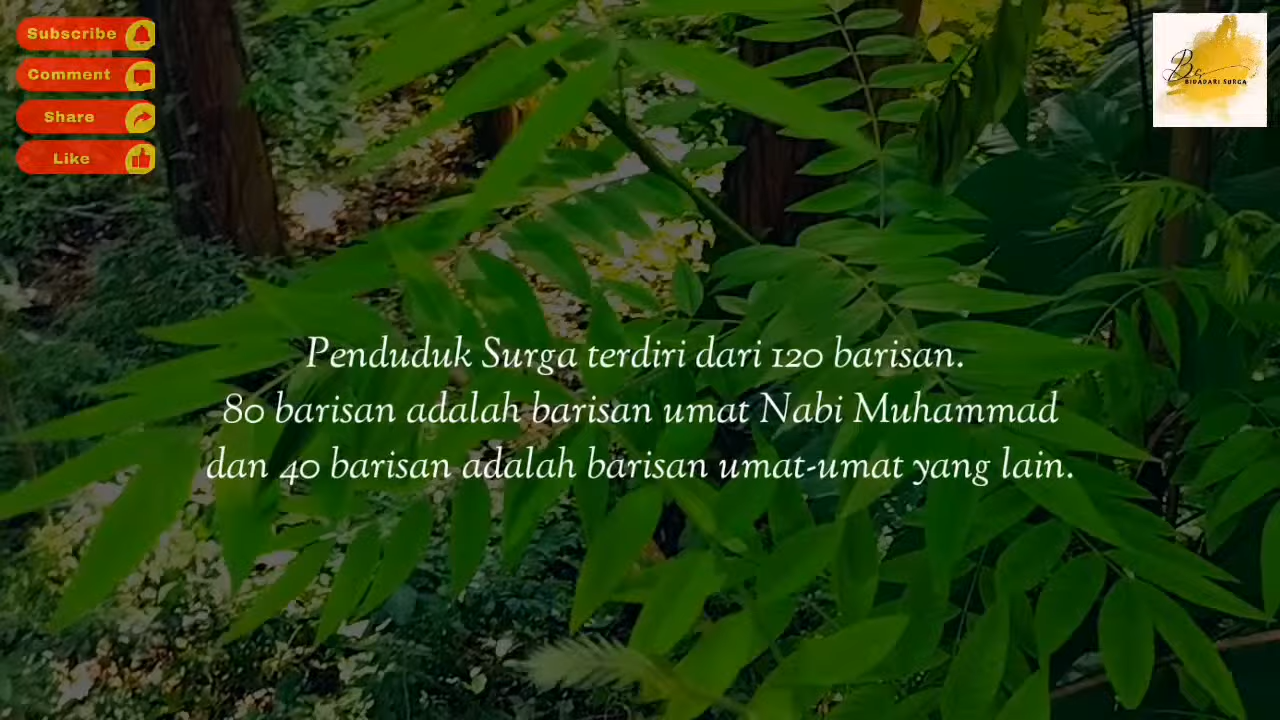 Subscribe
Comment
Share
Like
Bs
BIDADARI SURGA
Penduduk Surga terdiri dari 120 barisan.
80 barisan adalah barisan umat Nabi Muhammad
dan 40 barisan adalah barisan umat-umat yang lain.